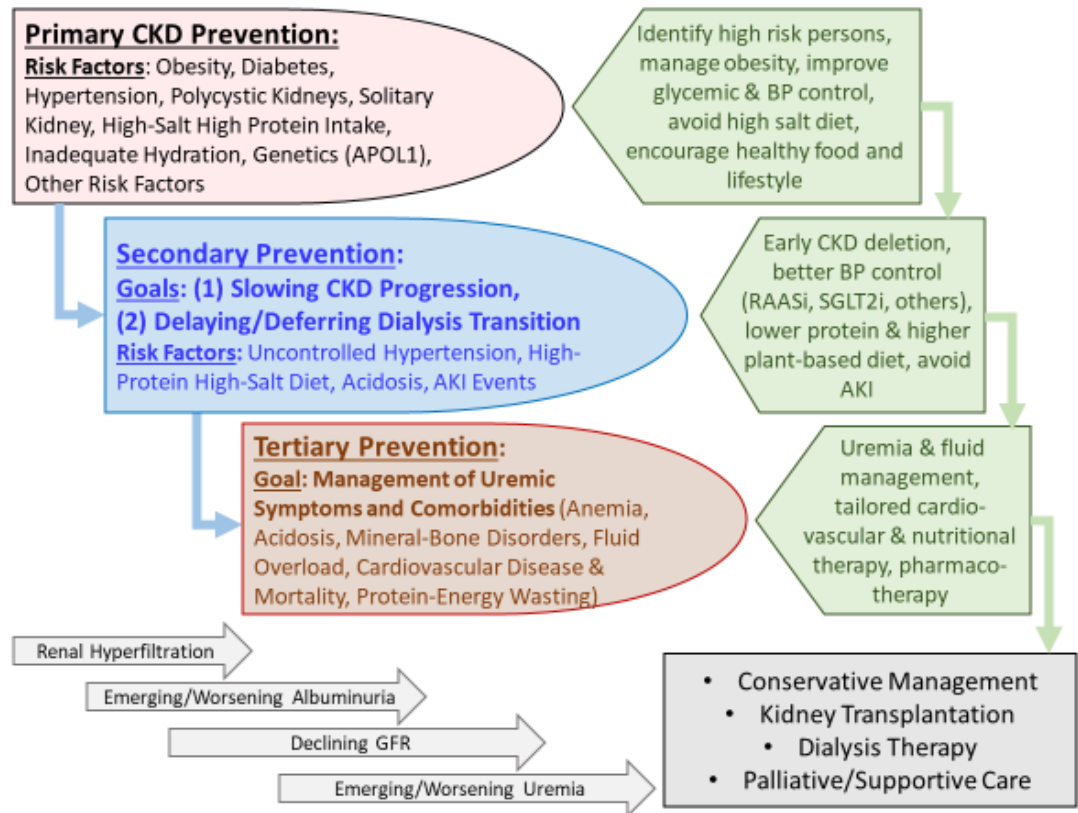 Primary CKD Prevention:
Risk Factors: Obesity, Diabetes,
Hypertension, Polycystic Kidneys, Solitary
Kidney, High-Salt High Protein Intake,
Inadequate Hydration, Genetics (APOL1),
Other Risk Factors
Identify high risk persons,
manage obesity, improve
glycemic & BP control,
avoid high salt diet,
encourage healthy food and
lifestyle
Secondary Prevention:
Goals: (1) Slowing CKD Progression,
(2) Delaying/Deferring Dialysis Transition
Risk Factors: Uncontrolled Hypertension, High-
Protein High-Salt Diet, Acidosis, AKI Events
Early CKD deletion,
better BP control
(RAASi, SGLT2i, others),
lower protein & higher
plant-based diet, avoid
AKI
Tertiary Prevention:
Goal: Management of Uremic
Symptoms and Comorbidities (Anemia,
Acidosis, Mineral-Bone Disorders, Fluid
Overload, Cardiovascular Disease &
Mortality, Protein-Energy Wasting)
Uremia & fluid
management,
tailored cardio-
vascular & nutritional
therapy, pharmaco-
therapy
Renal Hyperfiltration
Emerging/Worsening Albuminuria
Declining GFR
Emerging/Worsening Uremia
• Conservative Management
• Kidney Transplantation
• Dialysis Therapy
• Palliative/Supportive Care